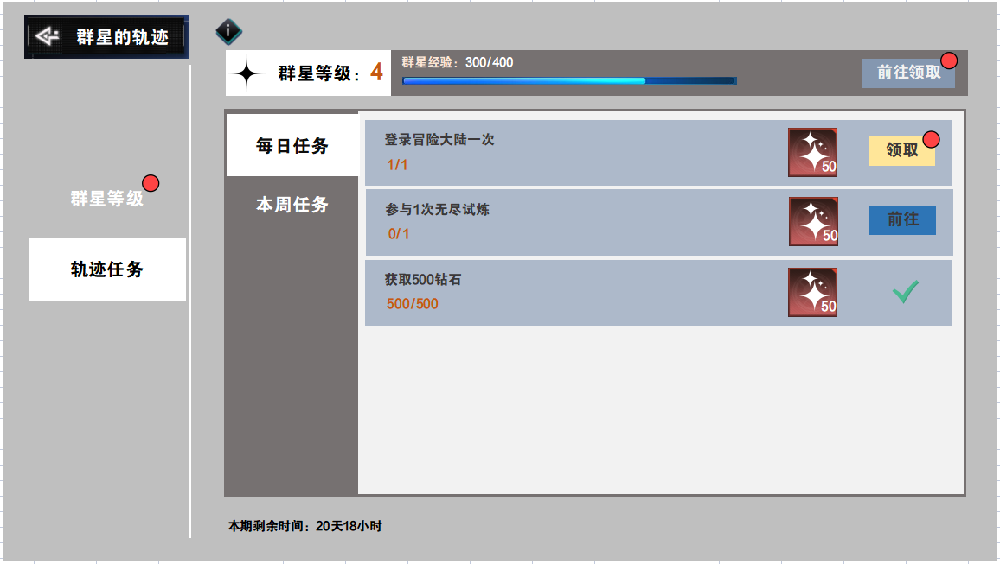 群星的轨迹
i
群星等级：4
群星经验：300/400
前往领取
群星等级
轨迹任务
每日任务
本周任务
登录冒险大陆一次
1/1
50
领取
参与1次无尽试炼
0/1
50
前往
获取500钻石
500/500
50
本期剩余时间：20天18小时